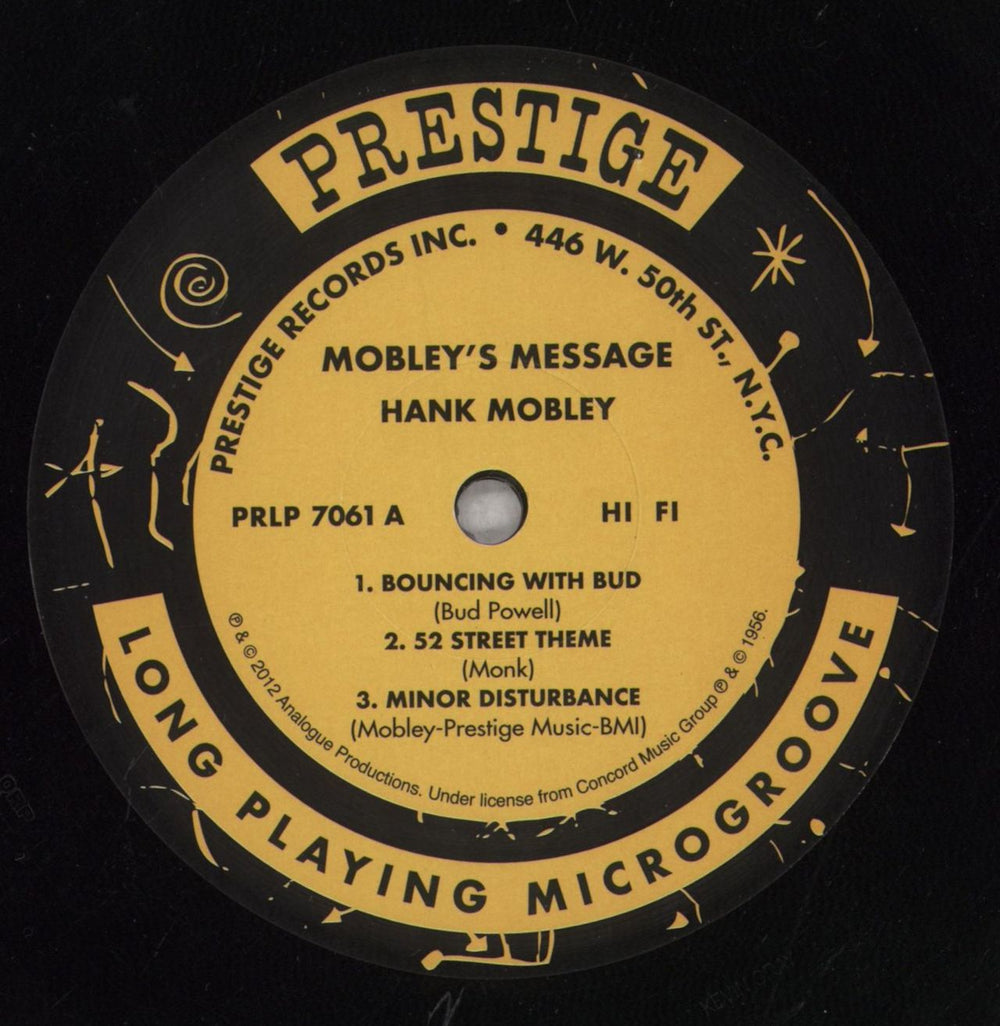 PRESTIGE
PRESTIGE RECORDS INC. • 446 W. 50th ST., N.Y.C.
MOBLEY'S MESSAGE
HANK MOBLEY
PRLP 7061 A
HI FI
1. BOUNCING WITH BUD
(Bud Powell)
2. 52 STREET THEME
(Monk)
3. MINOR DISTURBANCE
(Mobley-Prestige Music-BMI)
℗ & © 2012 Analogue Productions. Under license from Concord Music Group ℗ & © 1956.
LONG PLAYING MICROGROOVE